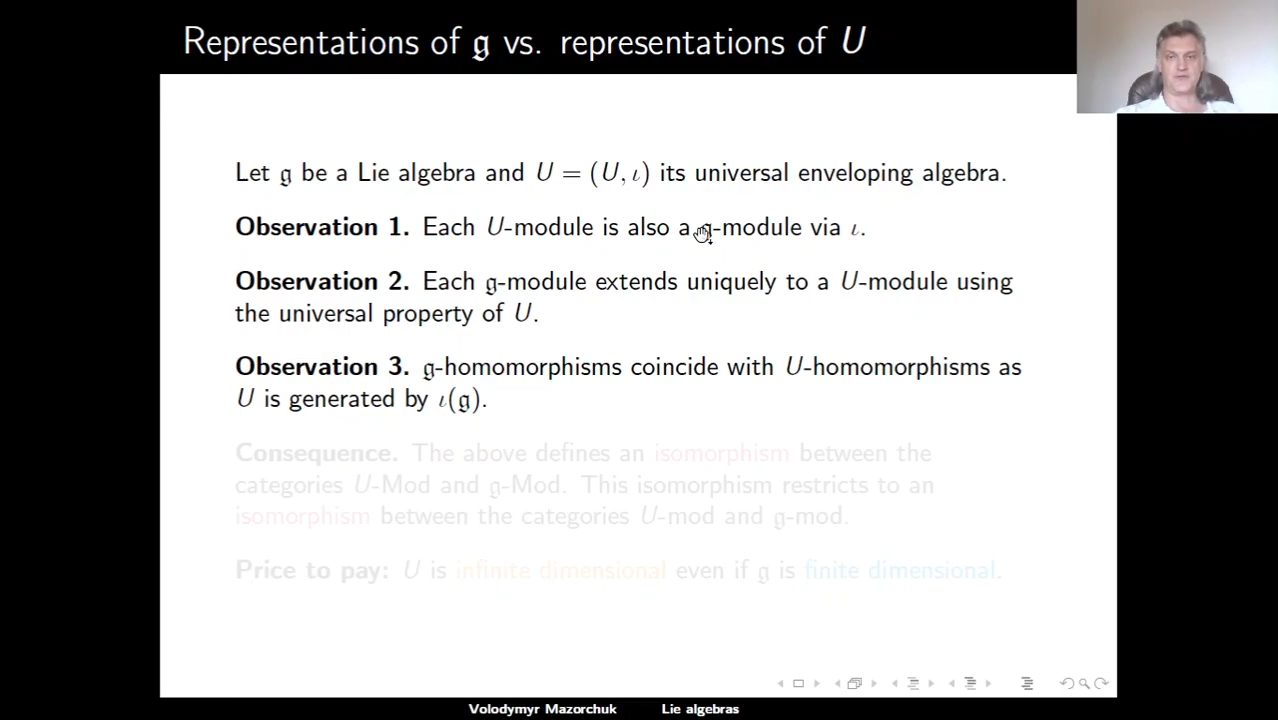 Representations of 𝔤 vs. representations of U
Let 𝔤 be a Lie algebra and U = (U, ι) its universal enveloping algebra.
Observation 1. Each U-module is also a 𝔤-module via ι.
Observation 2. Each 𝔤-module extends uniquely to a U-module using
the universal property of U.
Observation 3. 𝔤-homomorphisms coincide with U-homomorphisms as
U is generated by ι(𝔤).
Consequence. The above defines an isomorphism between the
categories U-Mod and 𝔤-Mod. This isomorphism restricts to an
isomorphism between the categories U-mod and 𝔤-mod.
Price to pay: U is infinite dimensional even if 𝔤 is finite dimensional.
Volodymyr Mazorchuk Lie algebras